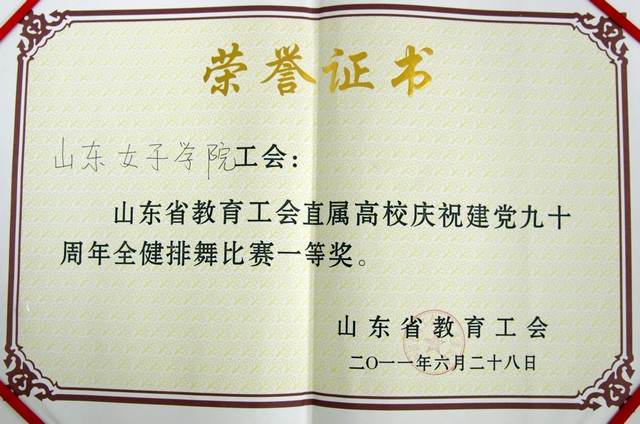 荣誉证书
山东女子学院工会：
山东省教育工会直属高校庆祝建党九十
周年全健排舞比赛一等奖。
山东省教育工会
二〇一一年六月二十八日